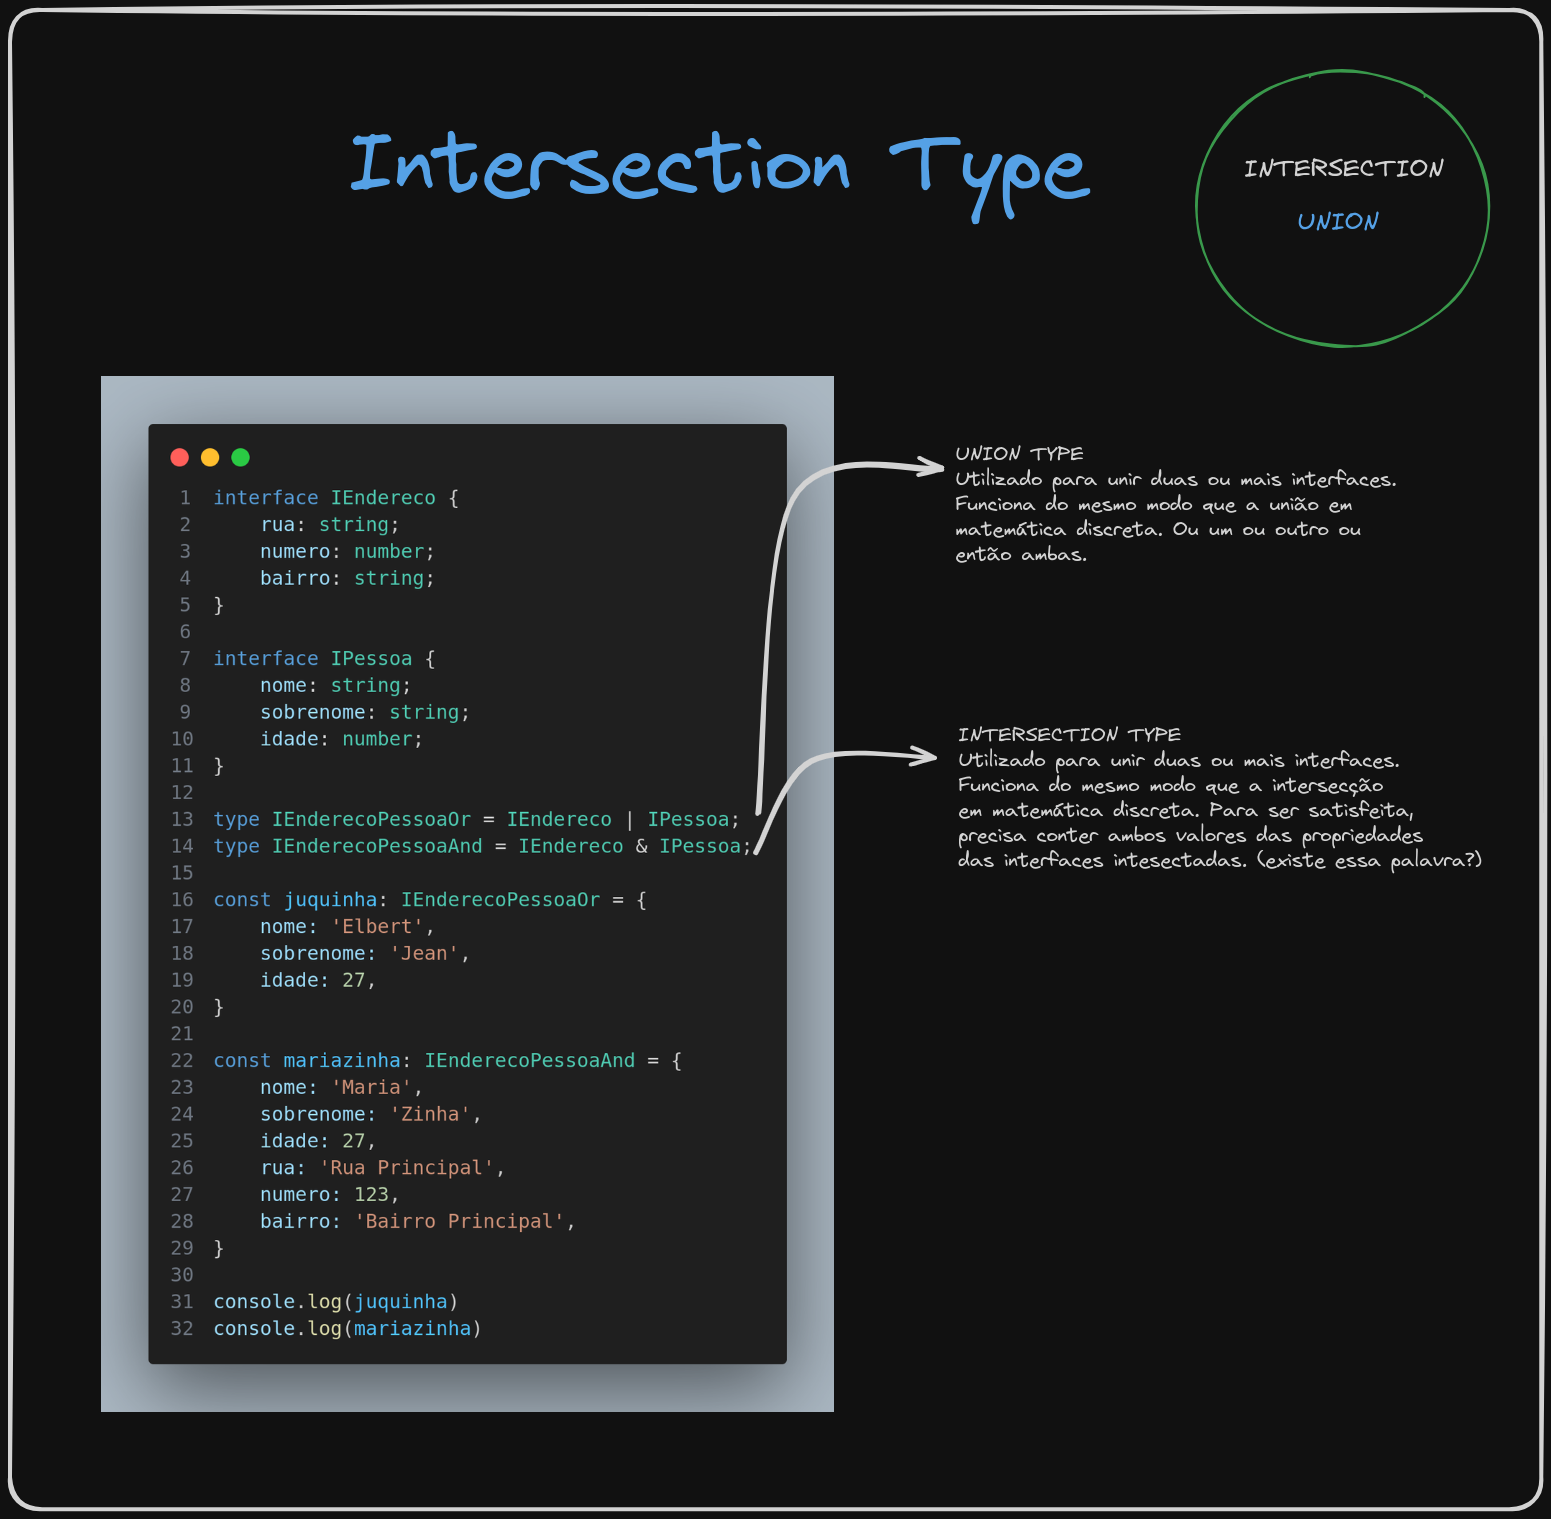 Intersection Type
INTERSECTION
UNION
1 interface IEndereco {
2     rua: string;
3     numero: number;
4     bairro: string;
5 }
6
7 interface IPessoa {
8     nome: string;
9     sobrenome: string;
10     idade: number;
11 }
12
13 type IEnderecoPessoaOr = IEndereco | IPessoa;
14 type IEnderecoPessoaAnd = IEndereco & IPessoa;
15
16 const juquinha: IEnderecoPessoaOr = {
17     nome: 'Elbert',
18     sobrenome: 'Jean',
19     idade: 27,
20 }
21
22 const mariazinha: IEnderecoPessoaAnd = {
23     nome: 'Maria',
24     sobrenome: 'Zinha',
25     idade: 27,
26     rua: 'Rua Principal',
27     numero: 123,
28     bairro: 'Bairro Principal',
29 }
30
31 console.log(juquinha)
32 console.log(mariazinha)
UNION TYPE
Utilizado para unir duas ou mais interfaces.
Funciona do mesmo modo que a união em
matemática discreta. Ou um ou outro ou
então ambas.
INTERSECTION TYPE
Utilizado para unir duas ou mais interfaces.
Funciona do mesmo modo que a intersecção
em matemática discreta. Para ser satisfeita,
precisa conter ambos valores das propriedades
das interfaces intesectadas. (existe essa palavra?)